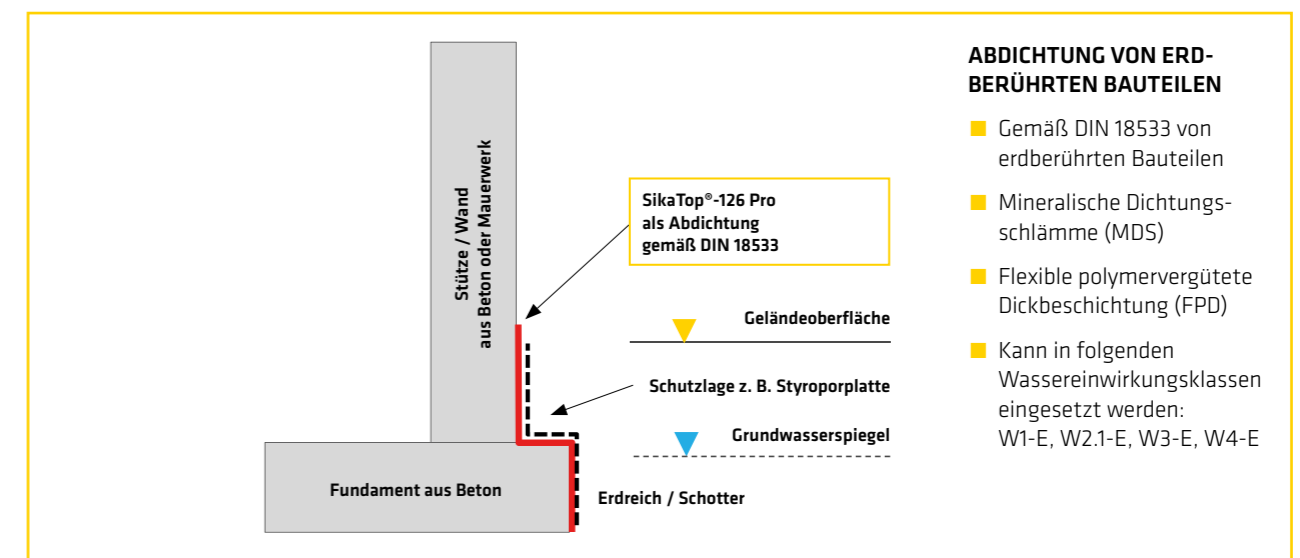 Stütze / Wand
aus Beton oder Mauerwerk
SikaTop®-126 Pro
als Abdichtung
gemäß DIN 18533
Geländeoberfläche
Schutzlage z. B. Styroporplatte
Grundwasserspiegel
Fundament aus Beton
Erdreich / Schotter
ABDICHTUNG VON ERD-
BERÜHRTEN BAUTEILEN
Gemäß DIN 18533 von
erdberührten Bauteilen
Mineralische Dichtungs-
schlämme (MDS)
Flexible polymervergütete
Dickbeschichtung (FPD)
Kann in folgenden
Wassereinwirkungsklassen
eingesetzt werden:
W1-E, W2.1-E, W3-E, W4-E